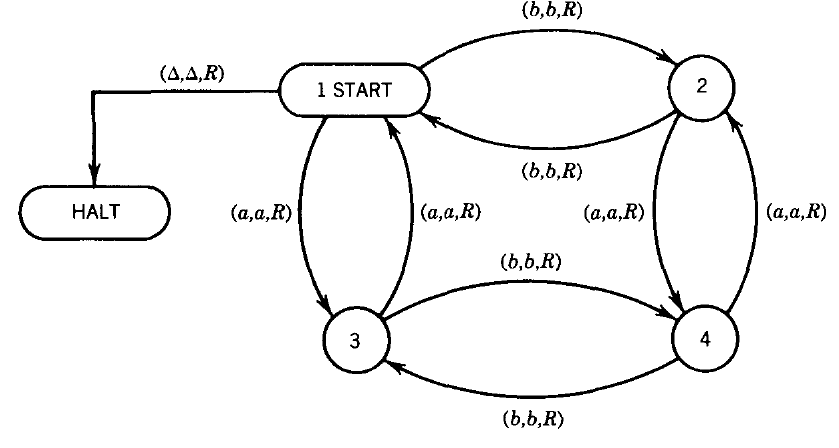 (b,b,R)
(Δ,Δ,R)
1 START
2
(b,b,R)
HALT
(a,a,R)
(a,a,R)
(a,a,R)
(a,a,R)
(b,b,R)
3
4
(b,b,R)